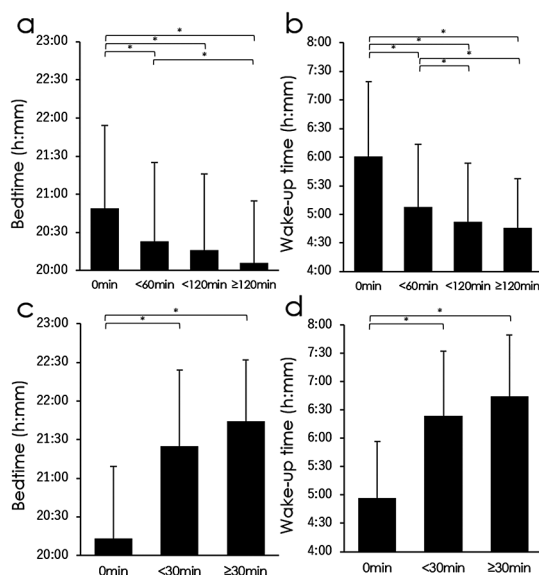 a
Bedtime (h:mm)
23:00
22:30
22:00
21:30
21:00
20:30
20:00
* * * *
0min <60min <120min ≥120min
b
Wake-up time (h:mm)
8:00
7:30
7:00
6:30
6:00
5:30
5:00
4:30
4:00
* * * * *
0min <60min <120min ≥120min
c
Bedtime (h:mm)
23:00
22:30
22:00
21:30
21:00
20:30
20:00
* *
0min <30min ≥30min
d
Wake-up time (h:mm)
8:00
7:30
7:00
6:30
6:00
5:30
5:00
4:30
4:00
* *
0min <30min ≥30min